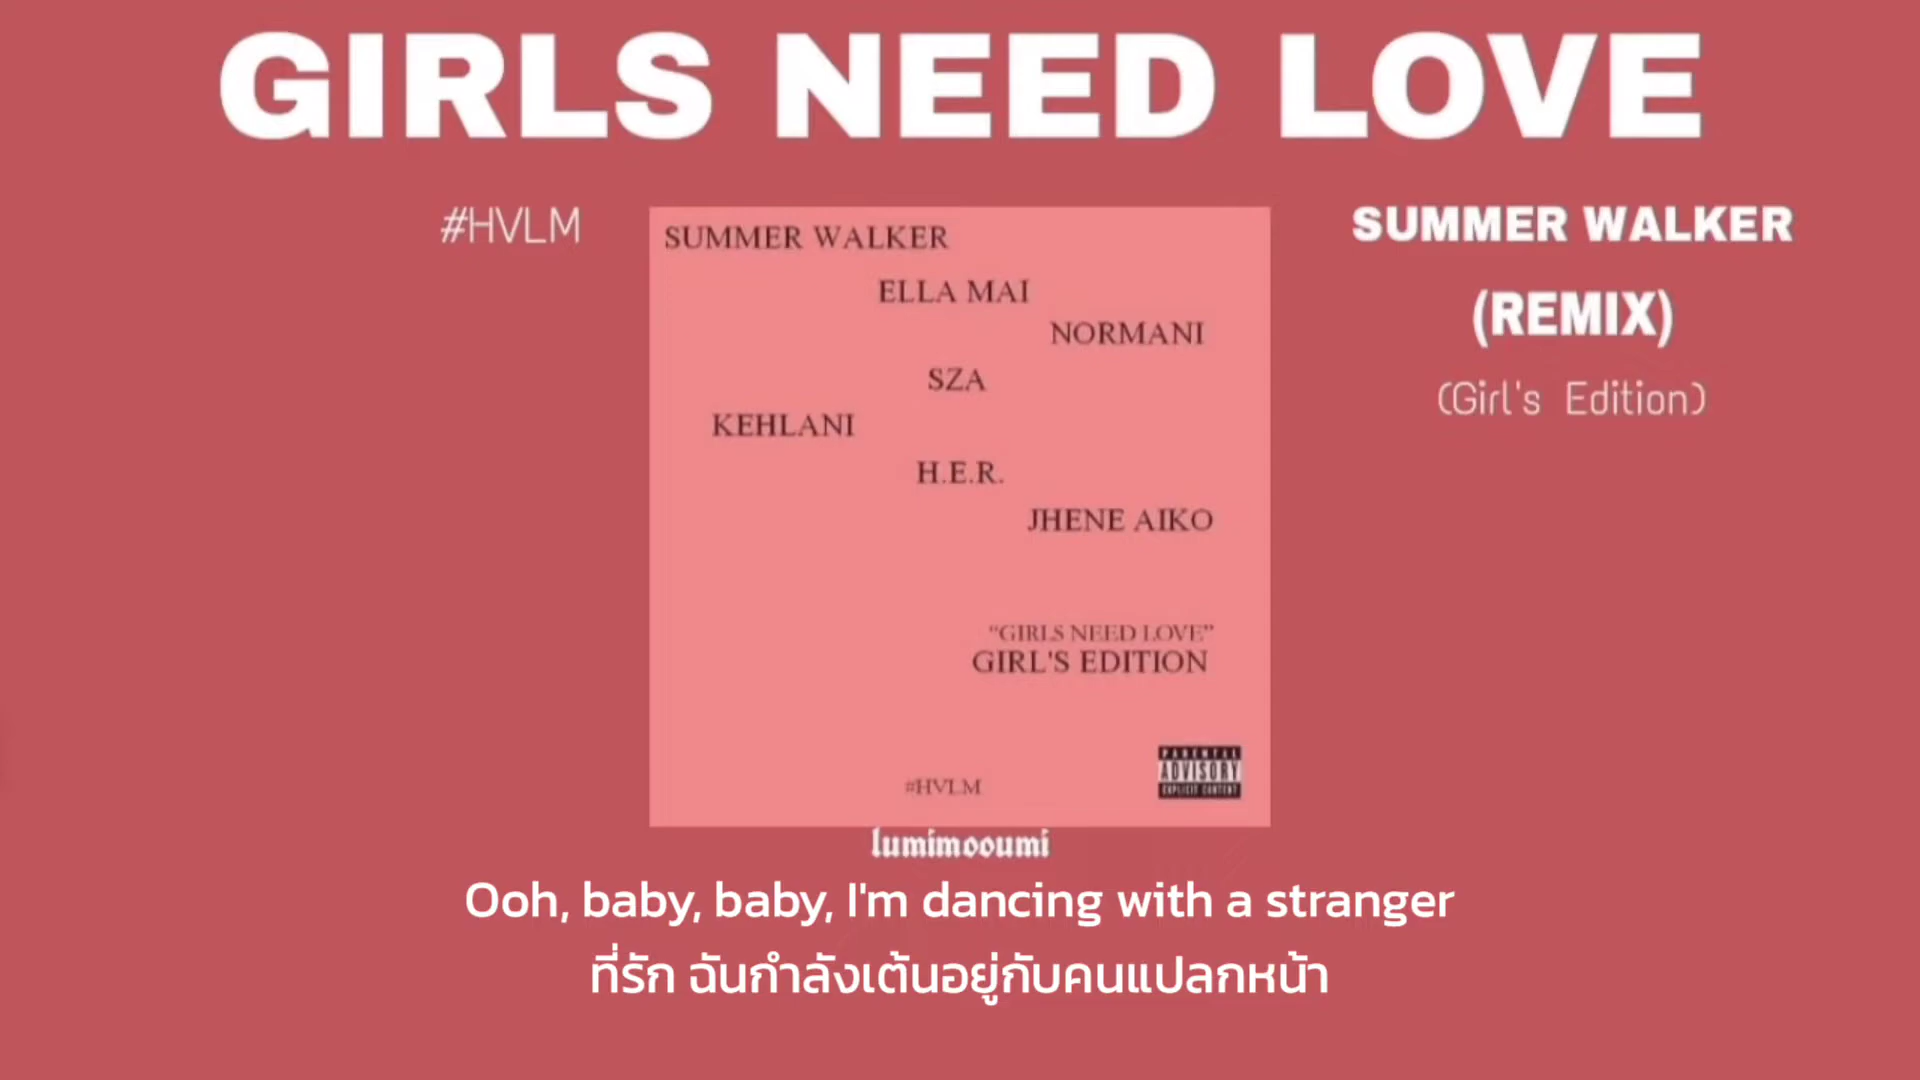 GIRLS NEED LOVE
#HVLM
SUMMER WALKER
(REMIX)
(Girl's Edition)
SUMMER WALKER
ELLA MAI
NORMANI
SZA
KEHLANI
H.E.R.
JHENE AIKO
“GIRLS NEED LOVE”
GIRL'S EDITION
#HVLM
PARENTAL
ADVISORY
EXPLICIT CONTENT
lumimooumi
Ooh, baby, baby, I'm dancing with a stranger
ที่รัก ฉันกำลังเต้นอยู่กับคนแปลกหน้า